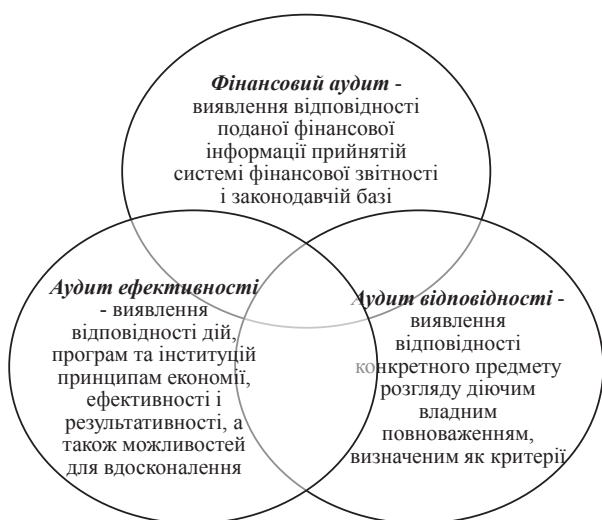 Фінансовий аудит -
виявлення відповідності
поданої фінансової
інформації прийнятій
системі фінансової звітності
і законодавчій базі
Аудит ефективності
- виявлення
відповідності дій,
програм та інституцій
принципам економії,
ефективності і
результативності, а
також можливостей
для вдосконалення
Аудит відповідності -
виявлення
відповідності
конкретного предмету
розгляду діючим
владним
повноваженням,
визначеним як критерії